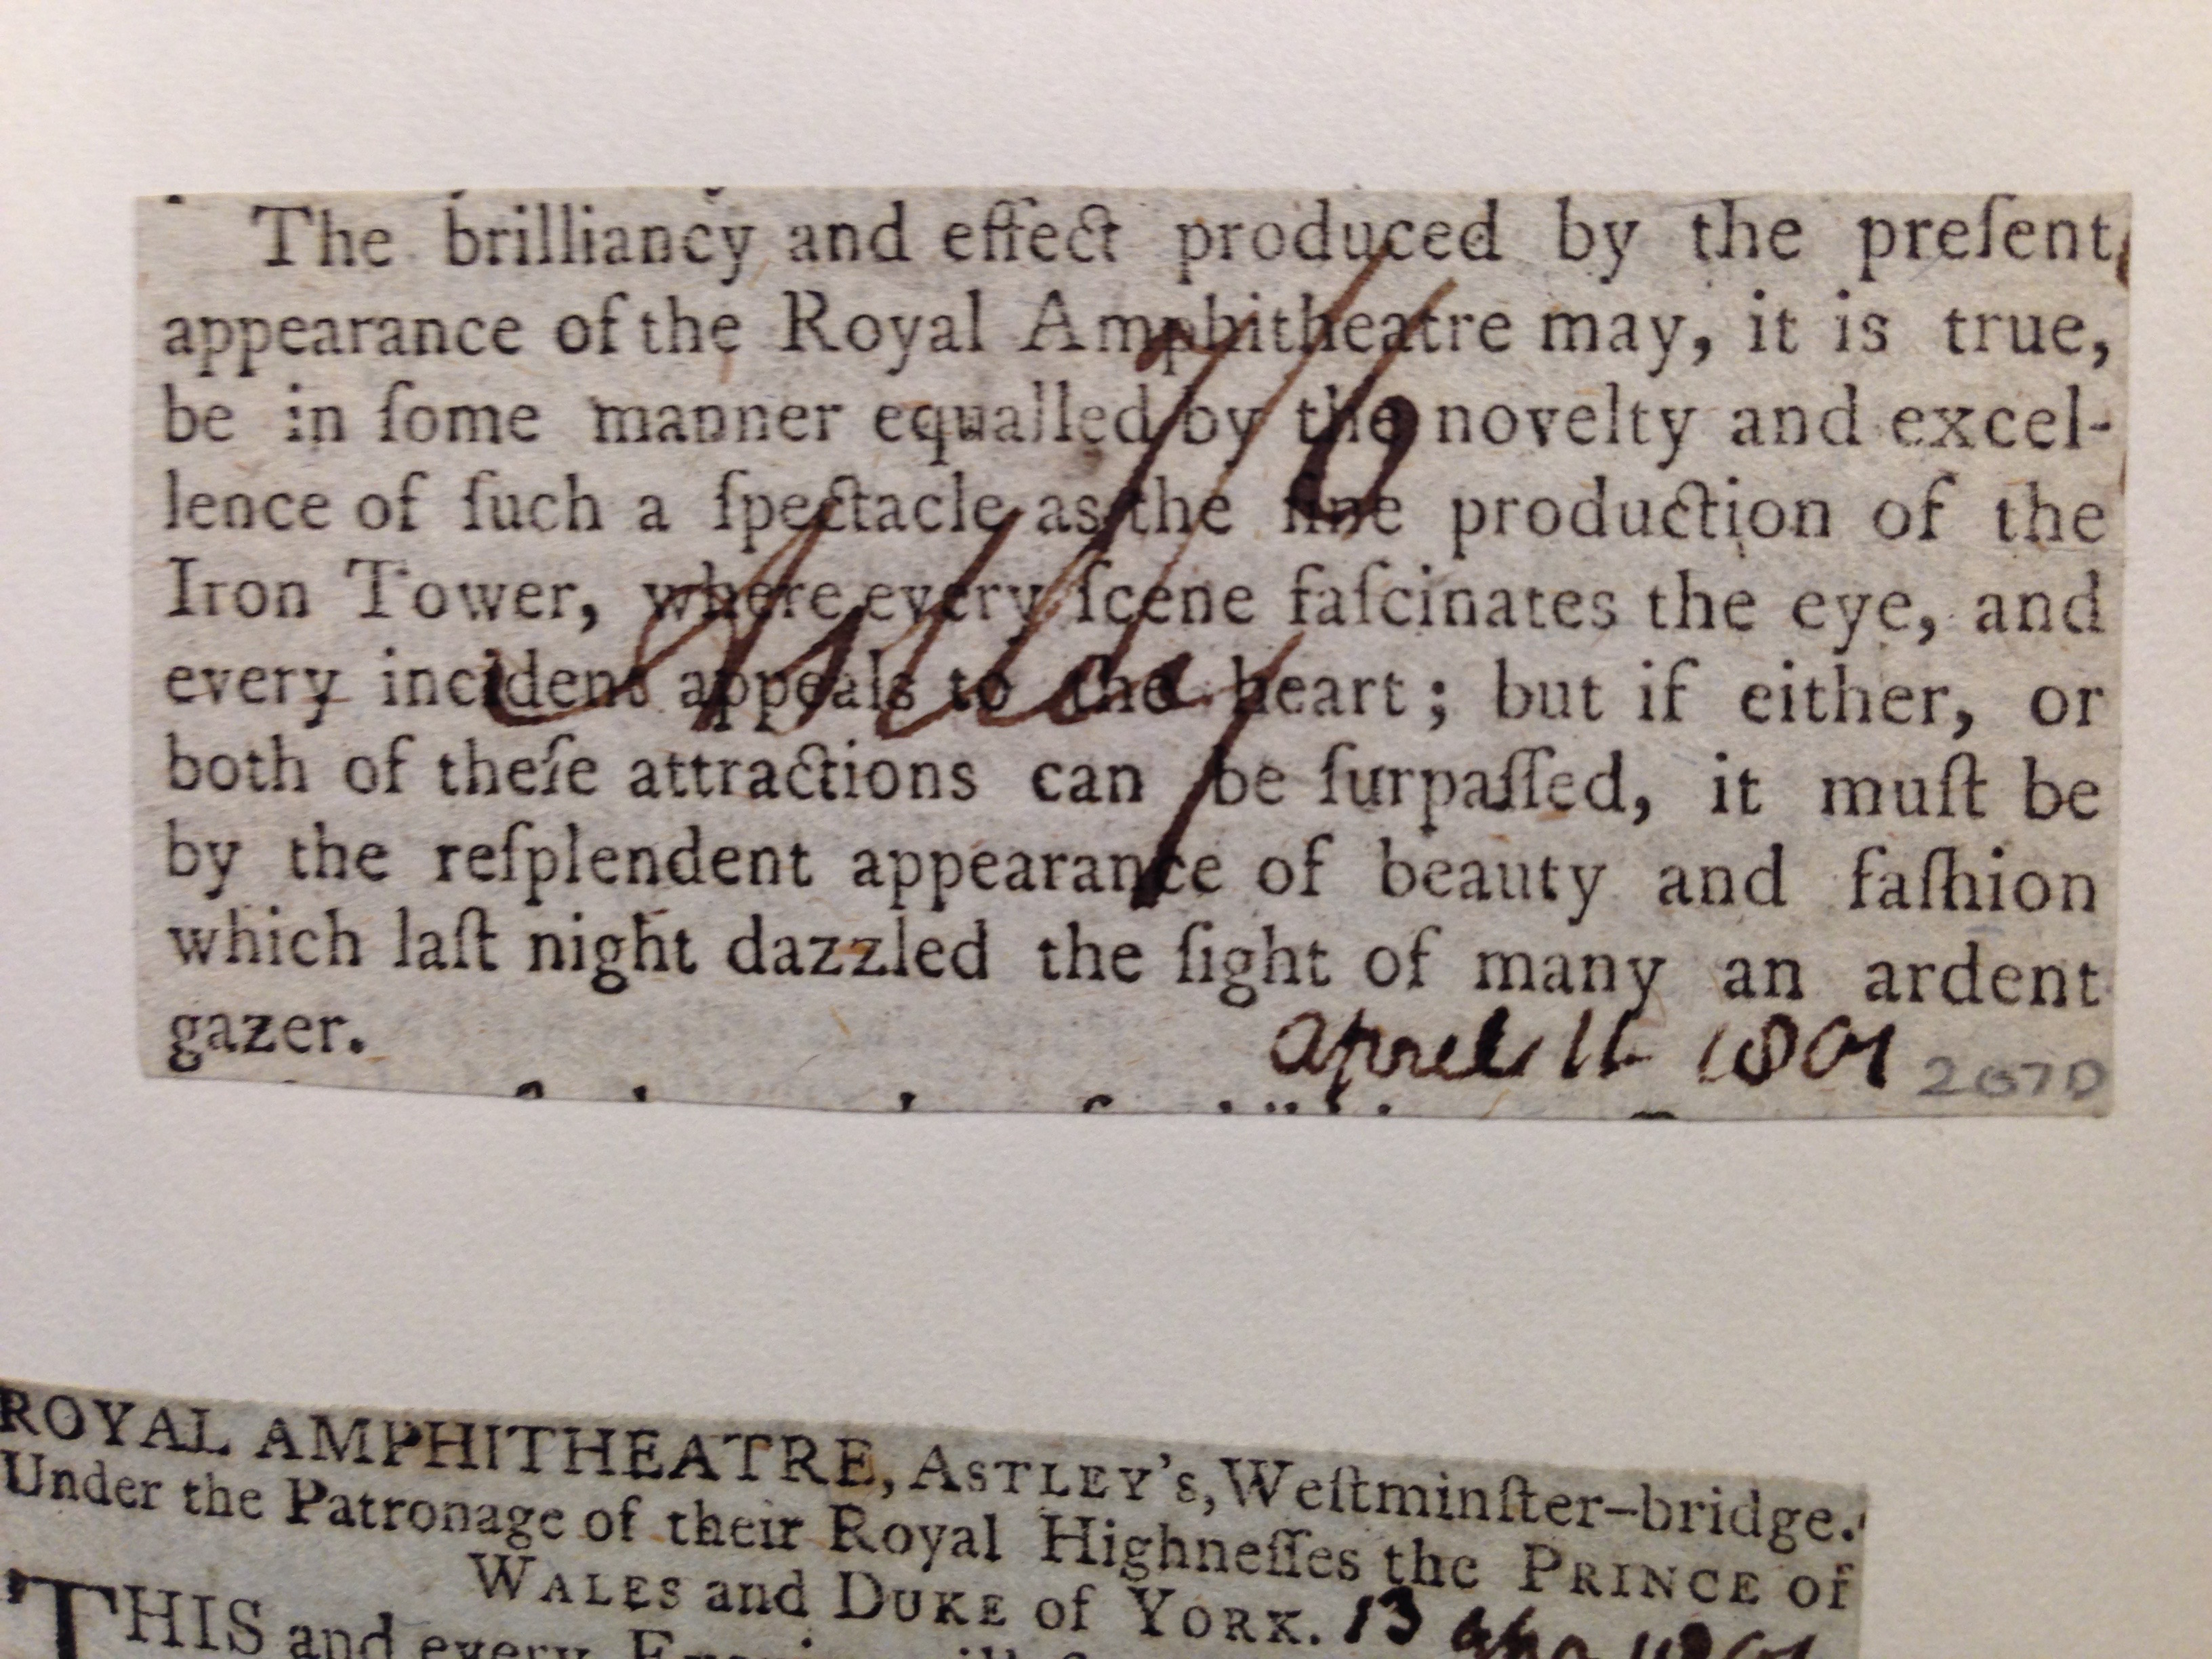 The brilliancy and effect produced by the preſent
appearance of the Royal Amphitheatre may, it is true,
be in ſome manner equalled by the novelty and excel-
lence of ſuch a ſpectacle as the fine production of the
Iron Tower, where every ſcene faſcinates the eye, and
every incident appeals to the heart; but if either, or
both of theſe attractions can be ſurpaſſed, it muſt be
by the reſplendent appearance of beauty and faſhion
which laſt night dazzled the ſight of many an ardent
gazer.
Astley
april 11 1801
267D
ROYAL AMPHITHEATRE, ASTLEY's, Weſtminſter-bridge.
Under the Patronage of their Royal Highneſſes the PRINCE of
WALES and DUKE of YORK. 13 1801
THIS and every